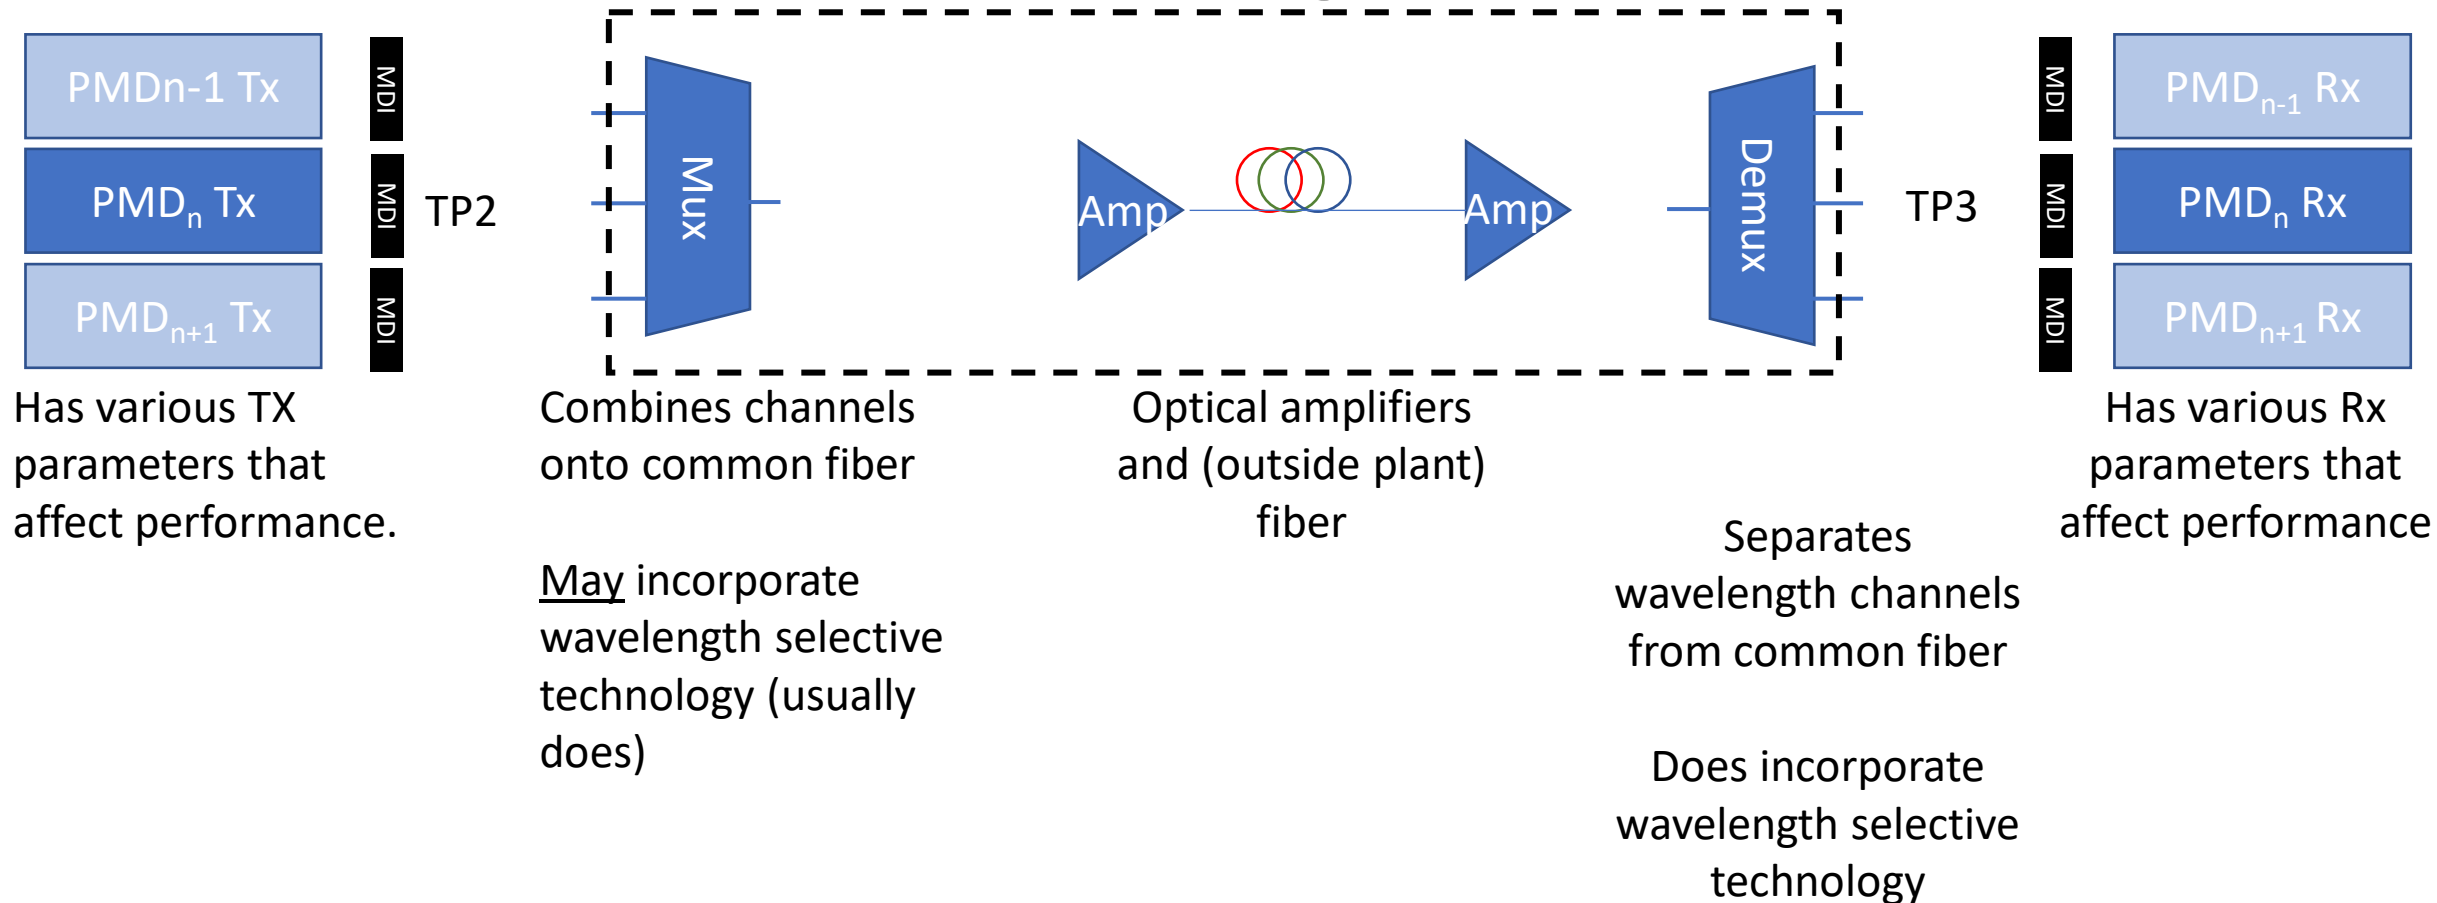 PMDn-1 Tx
MDI
PMDn Tx
MDI
TP2
PMDn+1 Tx
MDI
Mux
Amp
Amp
Demux
TP3
MDI
PMDn-1 Rx
MDI
PMDn Rx
MDI
PMDn+1 Rx
Has various TX
parameters that
affect performance.
Combines channels
onto common fiber
May incorporate
wavelength selective
technology (usually
does)
Optical amplifiers
and (outside plant)
fiber
Separates
wavelength channels
from common fiber
Does incorporate
wavelength selective
technology
Has various Rx
parameters that
affect performance